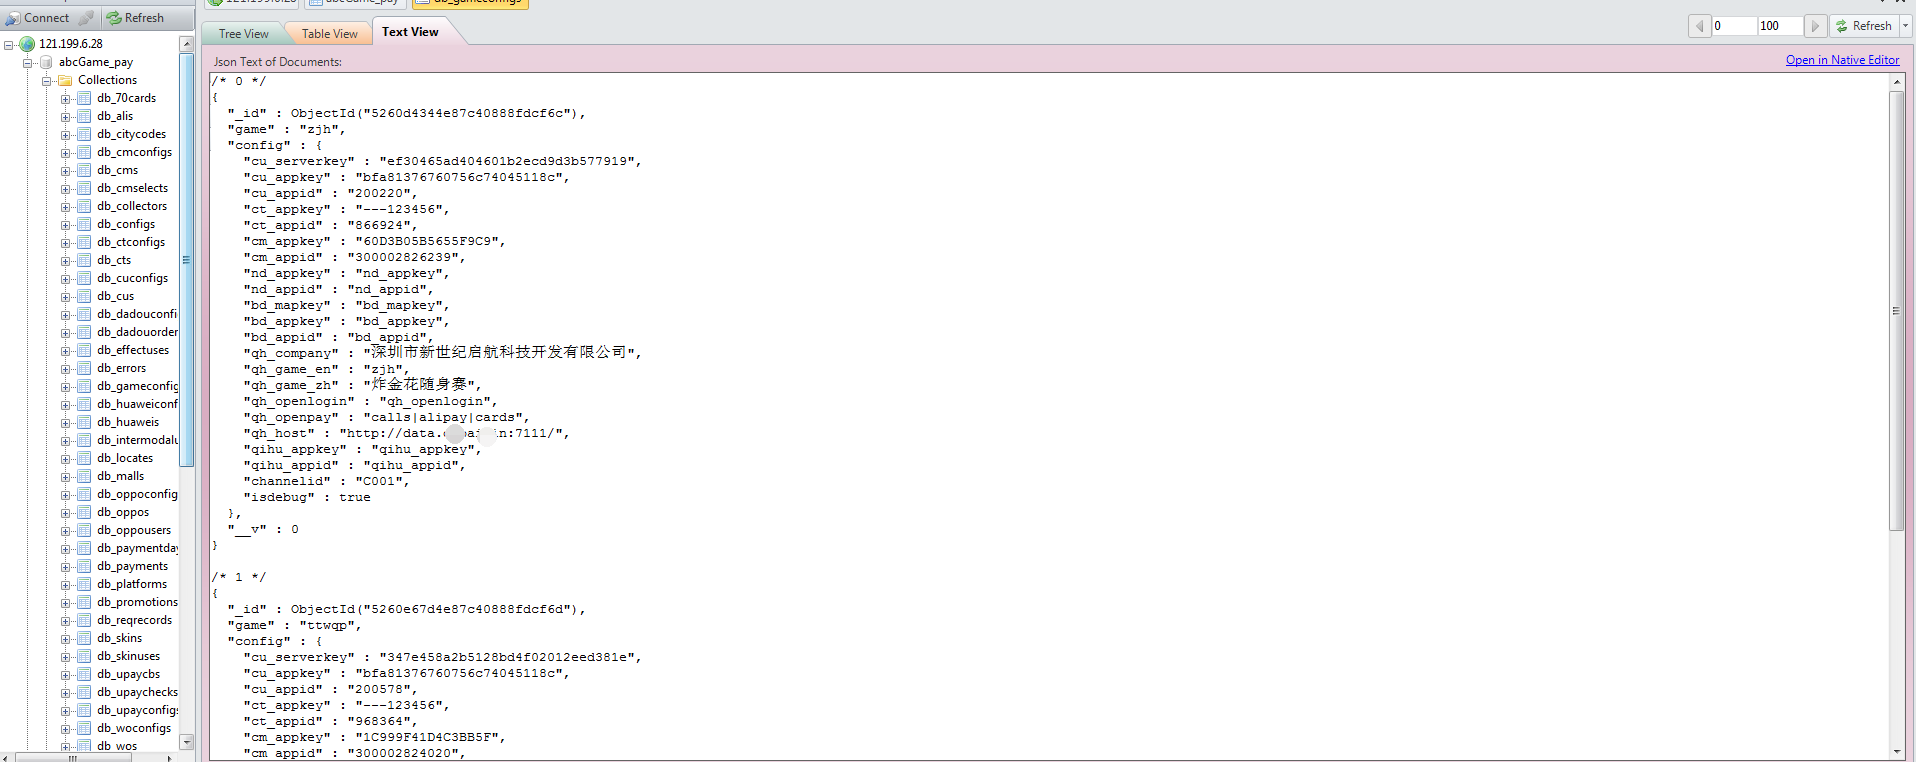 121.199.6.28 abcGame_pay db_gameconfigs
Connect Refresh
Tree View Table View Text View 0 100 Refresh
Json Text of Documents: Open in Native Editor
121.199.6.28
abcGame_pay
Collections
db_70cards
db_alis
db_citycodes
db_cmconfigs
db_cms
db_cmselects
db_collectors
db_configs
db_ctconfigs
db_cts
db_cuconfigs
db_cus
db_dadouconfi
db_dadouorder
db_effectuses
db_errors
db_gameconfig
db_huaweiconf
db_huaweis
db_intermodalu
db_locates
db_malls
db_oppoconfig
db_oppos
db_oppousers
db_paymentday
db_payments
db_platforms
db_promotions
db_reqrecords
db_skins
db_skinuses
db_upaycbs
db_upaychecks
db_upayconfigs
db_woconfigs
db_wos
/* 0 */
{
"_id" : ObjectId("5260d4344e87c40888fdcf6c"),
"game" : "zjh",
"config" : {
"cu_serverkey" : "ef30465ad404601b2ecd9d3b577919",
"cu_appkey" : "bfa81376760756c74045118c",
"cu_appid" : "200220",
"ct_appkey" : "---123456",
"ct_appid" : "866924",
"cm_appkey" : "60D3B05B5655F9C9",
"cm_appid" : "300002826239",
"nd_appkey" : "nd_appkey",
"nd_appid" : "nd_appid",
"bd_mapkey" : "bd_mapkey",
"bd_appkey" : "bd_appkey",
"bd_appid" : "bd_appid",
"qh_company" : "深圳市新世纪启航科技开发有限公司",
"qh_game_en" : "zjh",
"qh_game_zh" : "炸金花随身赛",
"qh_openlogin" : "qh_openlogin",
"qh_openpay" : "calls|alipay|cards",
"qh_host" : "http://data. :7111/",
"qihu_appkey" : "qihu_appkey",
"qihu_appid" : "qihu_appid",
"channelid" : "C001",
"isdebug" : true
},
"__v" : 0
}
/* 1 */
{
"_id" : ObjectId("5260e67d4e87c40888fdcf6d"),
"game" : "ttwqp",
"config" : {
"cu_serverkey" : "347e458a2b5128bd4f02012eed381e",
"cu_appkey" : "bfa81376760756c74045118c",
"cu_appid" : "200578",
"ct_appkey" : "---123456",
"ct_appid" : "968364",
"cm_appkey" : "1C999F41D4C3BB5F",
"cm_appid" : "300002824020",